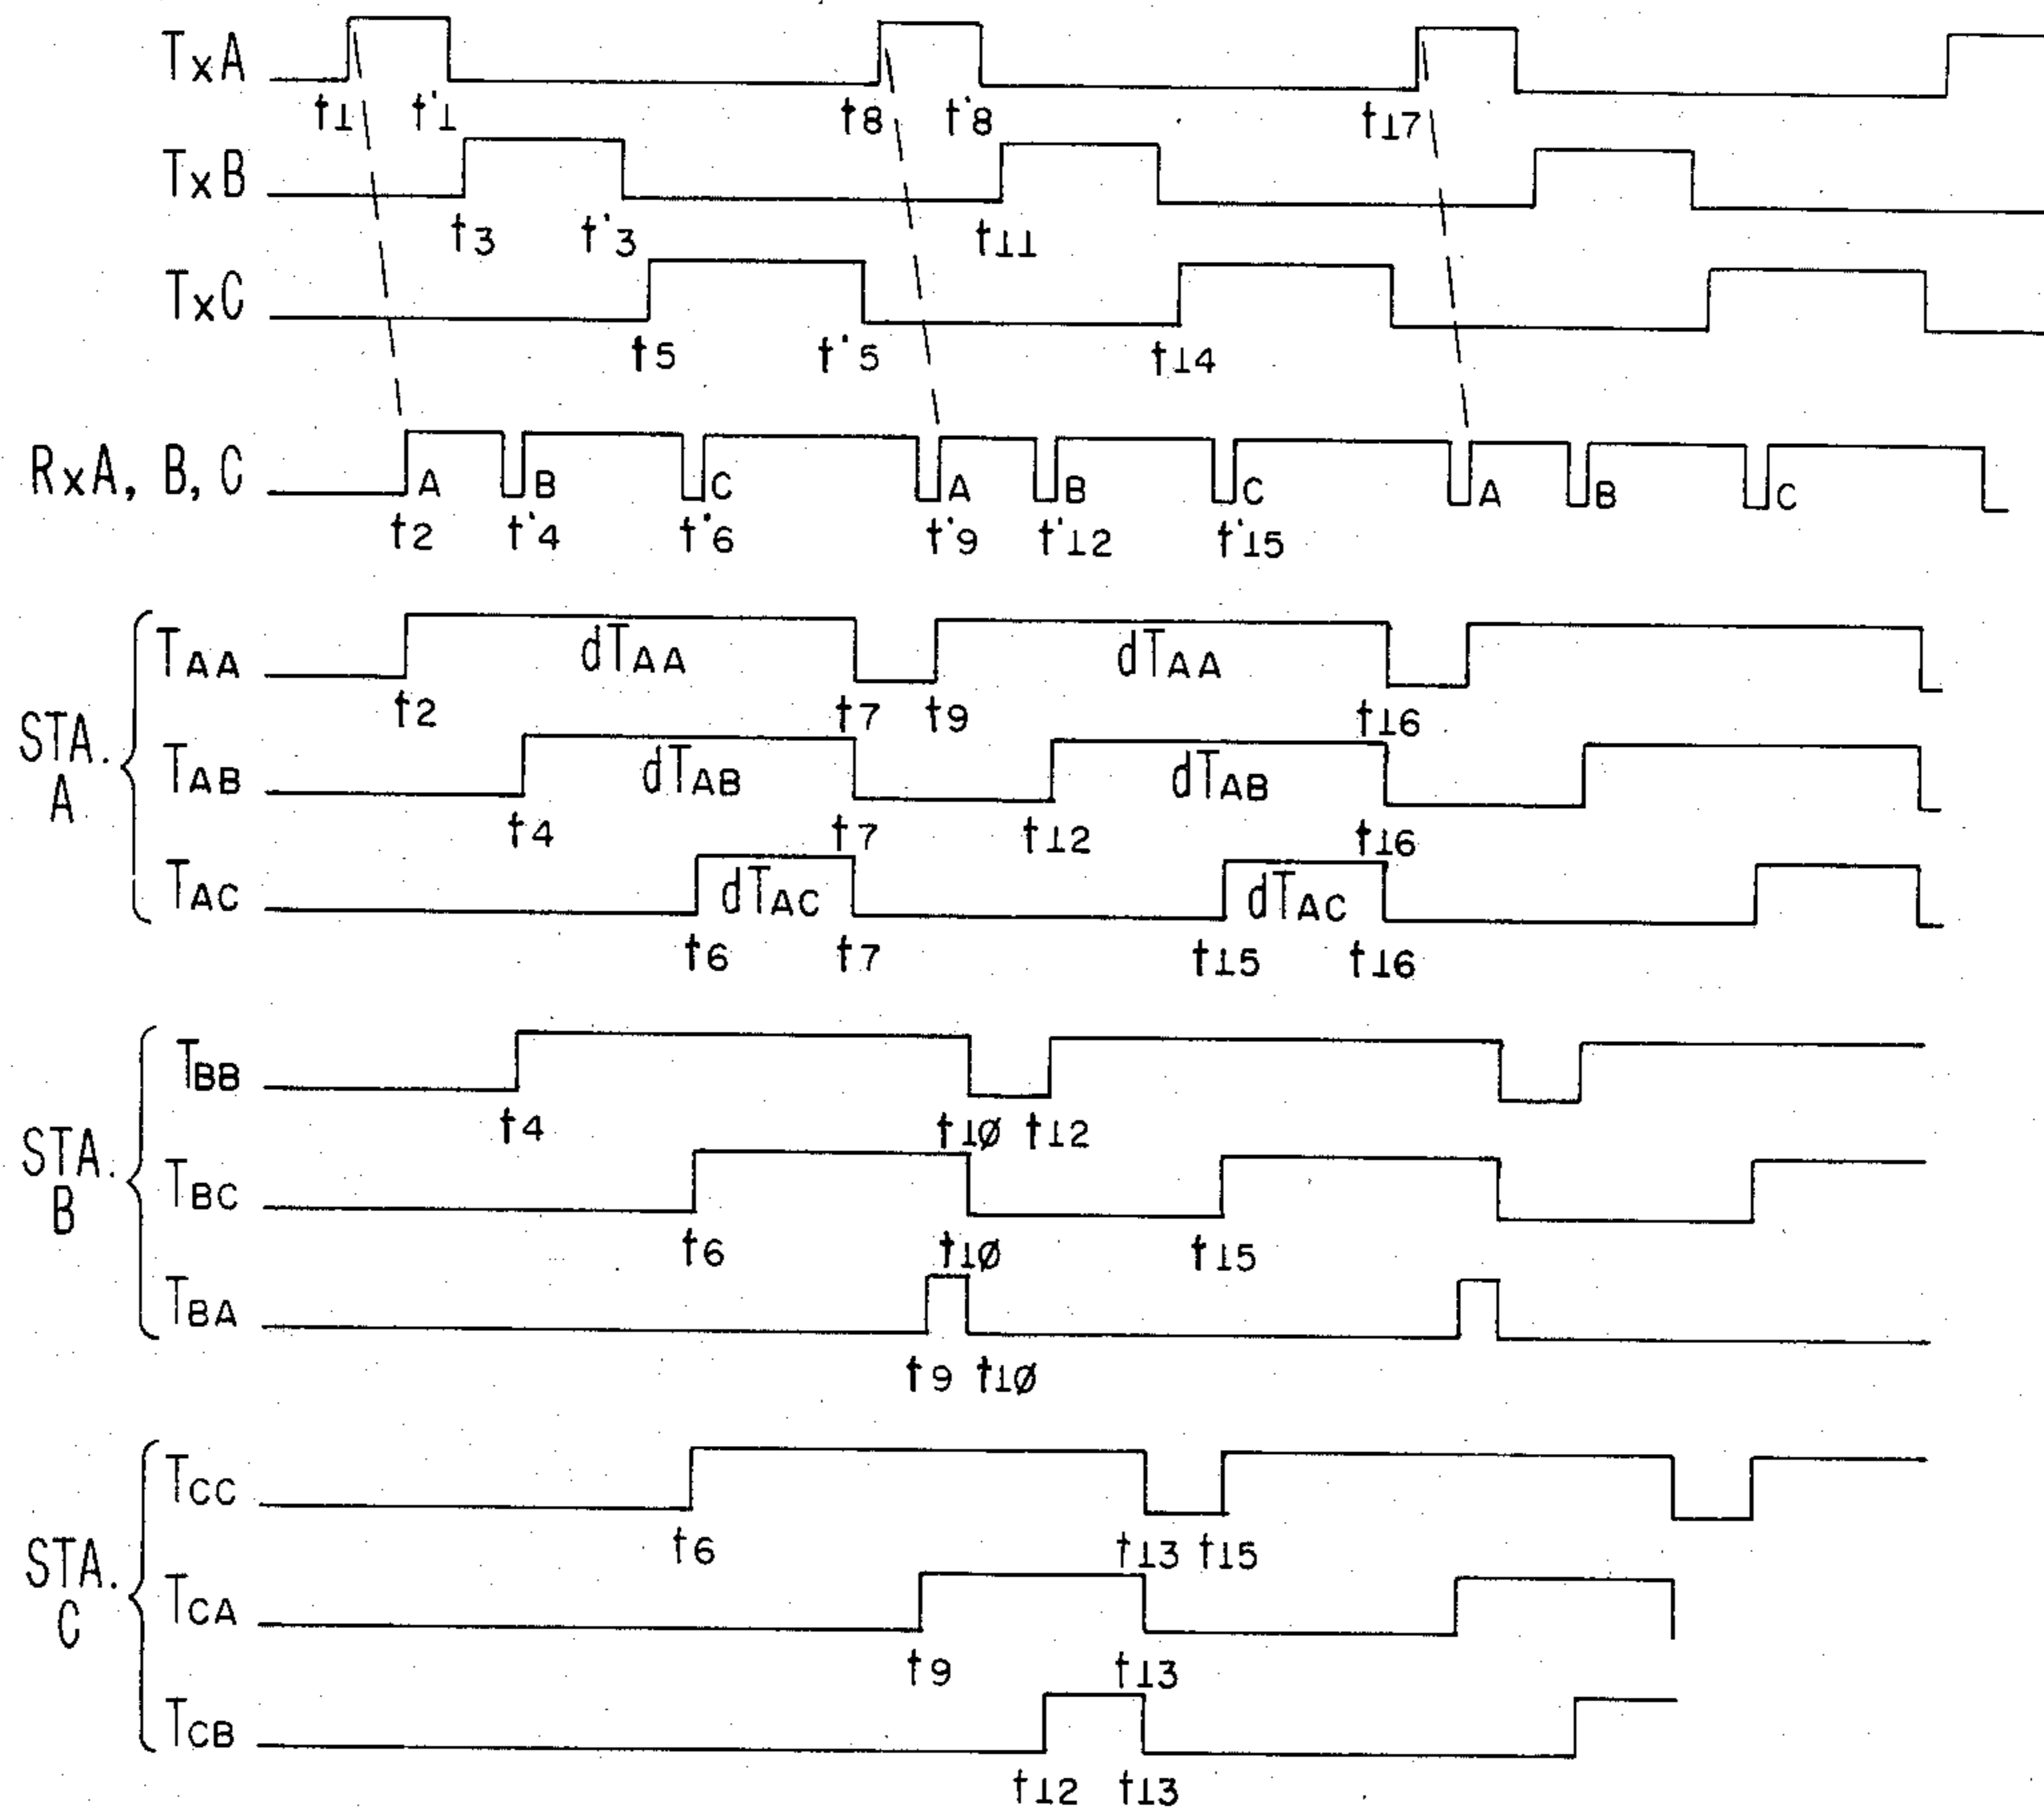 TxA
t1 t'1 t8 t'8 t17
TxB
t3 t'3 t11
TxC
t5 t'5 t14
RxA, B, C
A B C A B C A B C
t2 t'4 t'6 t'9 t'12 t'15
STA. A
TAA dTAA dTAA
t2 t7 t9 t16
TAB dTAB dTAB
t4 t7 t12 t16
TAC dTAC dTAC
t6 t7 t15 t16
STA. B
TBB
t4 t1Ø t12
TBC
t6 t1Ø t15
TBA
t9 t1Ø
STA. C
TCC
t6 t13 t15
TCA
t9 t13
TCB
t12 t13